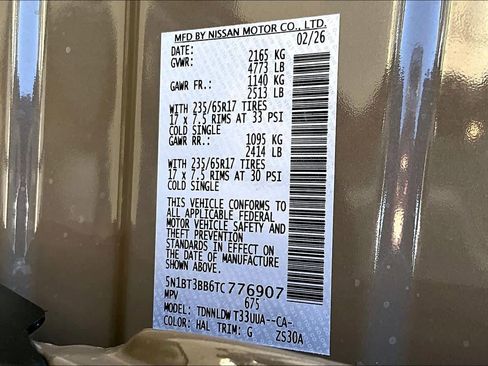 MFD BY NISSAN MOTOR CO., LTD.
DATE: 02/26
GVWR: 2165 KG
4773 LB
GAWR FR.: 1140 KG
2513 LB
WITH 235/65R17 TIRES
17 x 7.5 RIMS AT 33 PSI
COLD SINGLE
GAWR RR.: 1095 KG
2414 LB
WITH 235/65R17 TIRES
17 x 7.5 RIMS AT 30 PSI
COLD SINGLE
THIS VEHICLE CONFORMS TO
ALL APPLICABLE FEDERAL
MOTOR VEHICLE SAFETY AND
THEFT PREVENTION
STANDARDS IN EFFECT ON
THE DATE OF MANUFACTURE
SHOWN ABOVE.
5N1BT3BB6TC776907
MPV 675
MODEL: TDNNLDW T33UUA--CA-
COLOR: HAL TRIM: G ZS30A